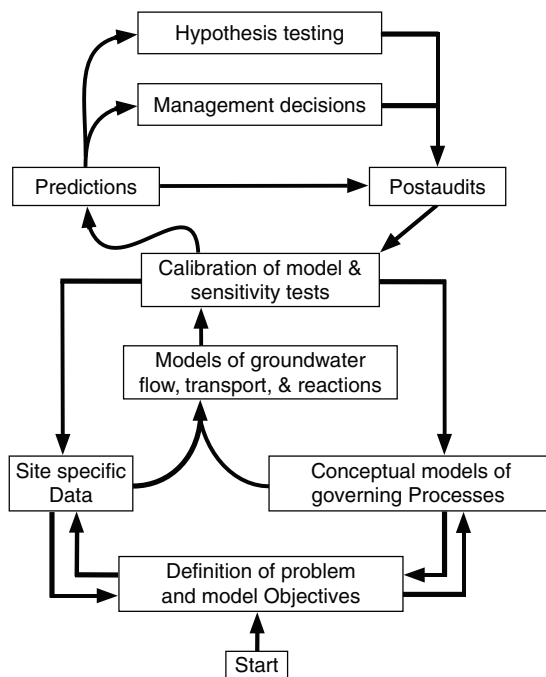 Hypothesis testing
Management decisions
Predictions
Postaudits
Calibration of model &
sensitivity tests
Models of groundwater
flow, transport, & reactions
Site specific
Data
Conceptual models of
governing Processes
Definition of problem
and model Objectives
Start